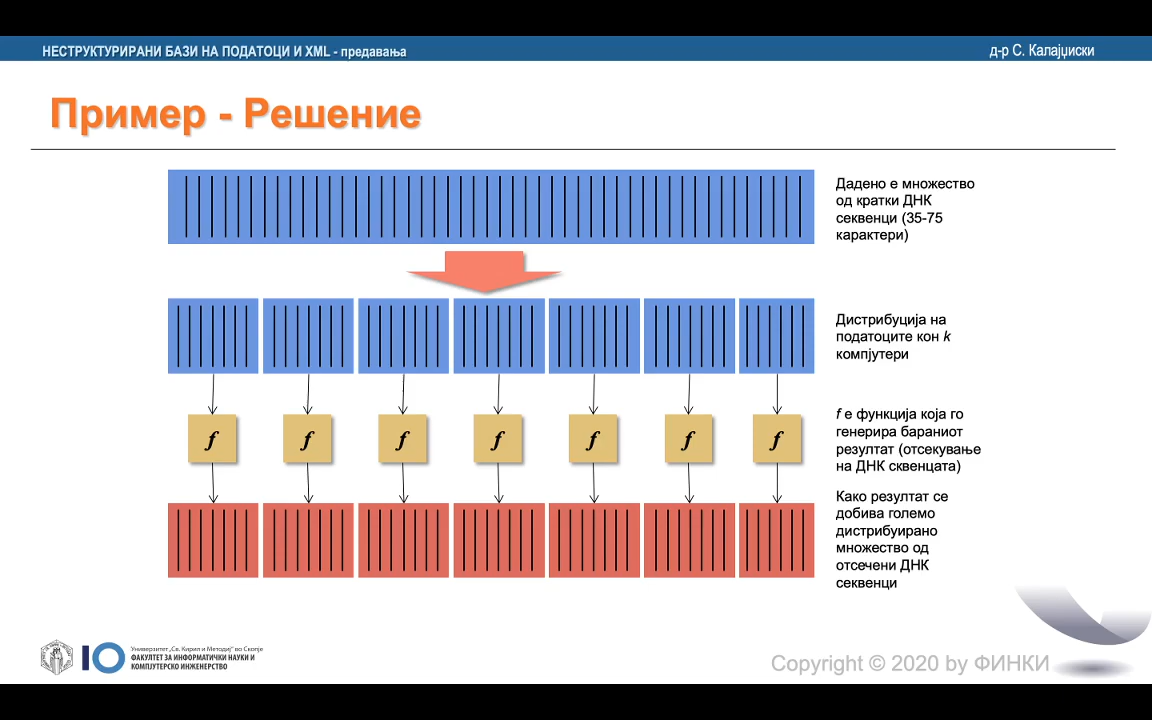 НЕСТРУКТУРИРАНИ БАЗИ НА ПОДАТОЦИ И XML - предавања
д-р С. Калајџиски
Пример - Решение
Дадено е множество
од кратки ДНК
секвенци (35-75
карактери)
Дистрибуција на
податоците кон k
компјутери
f f f f f f f
f е функција која го
генерира бараниот
резултат (отсекување
на ДНК сквенцата)
Како резултат се
добива големо
дистрибуирано
множество од
отсечени ДНК
секвенци
Универзитет „Св. Кирил и Методиј“ во Скопје
ФАКУЛТЕТ ЗА ИНФОРМАТИЧКИ НАУКИ И
КОМПЈУТЕРСКО ИНЖЕНЕРСТВО
Copyright © 2020 by ФИНКИ